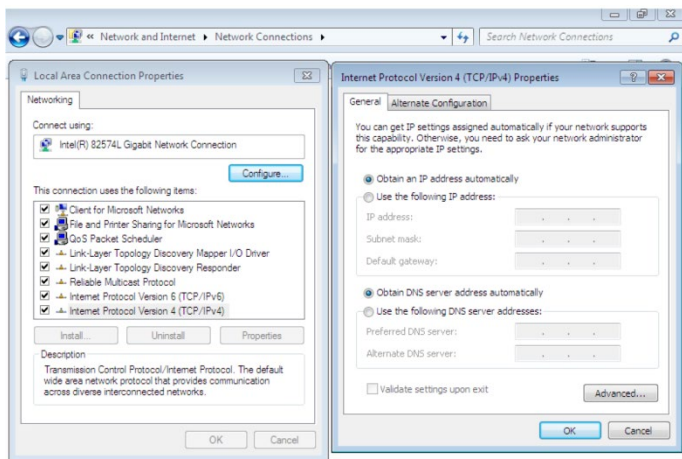 « Network and Internet ▸ Network Connections ▸
Search Network Connections
Local Area Connection Properties
Networking
Connect using:
Intel(R) 82574L Gigabit Network Connection
Configure...
This connection uses the following items:
Client for Microsoft Networks
File and Printer Sharing for Microsoft Networks
QoS Packet Scheduler
Link-Layer Topology Discovery Mapper I/O Driver
Link-Layer Topology Discovery Responder
Reliable Multicast Protocol
Internet Protocol Version 6 (TCP/IPv6)
Internet Protocol Version 4 (TCP/IPv4)
Install...
Uninstall
Properties
Description
Transmission Control Protocol/Internet Protocol. The default
wide area network protocol that provides communication
across diverse interconnected networks.
OK
Cancel
Internet Protocol Version 4 (TCP/IPv4) Properties
General
Alternate Configuration
You can get IP settings assigned automatically if your network supports
this capability. Otherwise, you need to ask your network administrator
for the appropriate IP settings.
Obtain an IP address automatically
Use the following IP address:
IP address:
Subnet mask:
Default gateway:
Obtain DNS server address automatically
Use the following DNS server addresses:
Preferred DNS server:
Alternate DNS server:
Validate settings upon exit
Advanced...
OK
Cancel